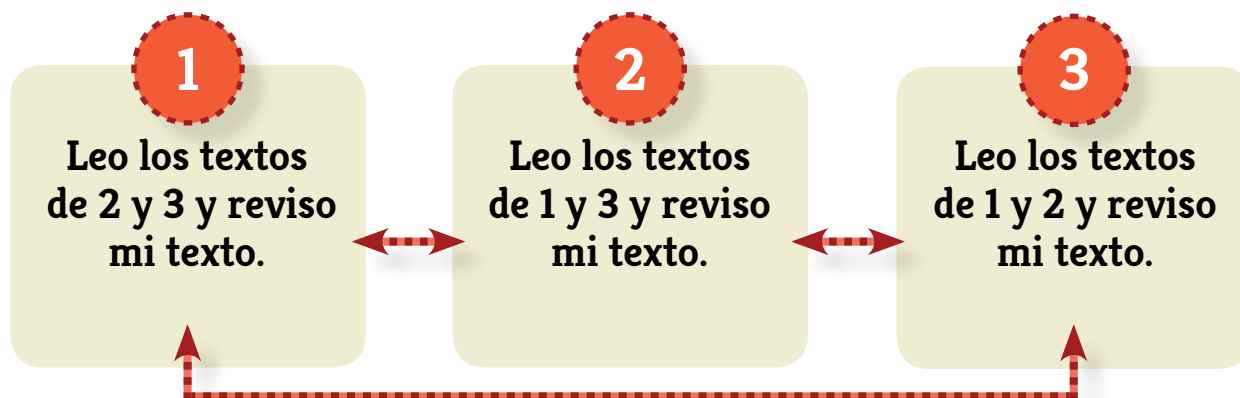 1
Leo los textos
de 2 y 3 y reviso
mi texto.
2
Leo los textos
de 1 y 3 y reviso
mi texto.
3
Leo los textos
de 1 y 2 y reviso
mi texto.